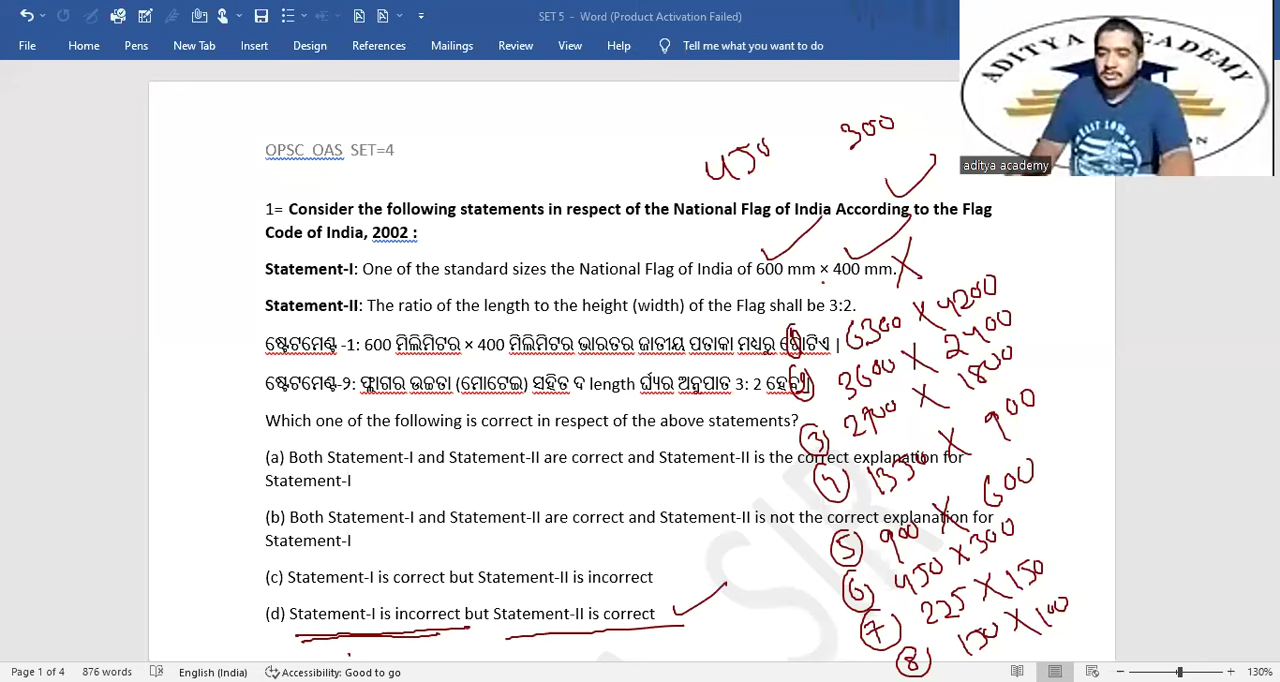 SET 5 - Word (Product Activation Failed)
File Home Pens New Tab Insert Design References Mailings Review View Help Tell me what you want to do
ADITYA ACADEMY
aditya academy
OPSC OAS SET=4
450
300
1= Consider the following statements in respect of the National Flag of India According to the Flag
Code of India, 2002 :
Statement-I: One of the standard sizes the National Flag of India of 600 mm × 400 mm.
Statement-II: The ratio of the length to the height (width) of the Flag shall be 3:2.
ଷ୍ଟେଟମେଣ୍ଟ -1: 600 ମିଲିମିଟର × 400 ମିଲିମିଟର ଭାରତର ଜାତୀୟ ପତାକା ମଧ୍ଯରୁ ଗୋଟିଏ |
ଷ୍ଟେଟମେଣ୍ଟ-୨: ଫ୍ଲାଗର ଉଚ୍ଚତା (ମୋଟେଇ) ସହିତ ଦ length ର୍ଘ୍ୟର ଅନୁପାତ 3: 2 ହେବ|
Which one of the following is correct in respect of the above statements?
(a) Both Statement-I and Statement-II are correct and Statement-II is the correct explanation for
Statement-I
(b) Both Statement-I and Statement-II are correct and Statement-II is not the correct explanation for
Statement-I
(c) Statement-I is correct but Statement-II is incorrect
(d) Statement-I is incorrect but Statement-II is correct
6300 X 4200
2 3600 X 2400
3 2700 X 1800
4 1350 X 900
5 900 X 600
6 450 X 300
7 225 X 150
8 150 X 100
Page 1 of 4 876 words English (India) Accessibility: Good to go 130%